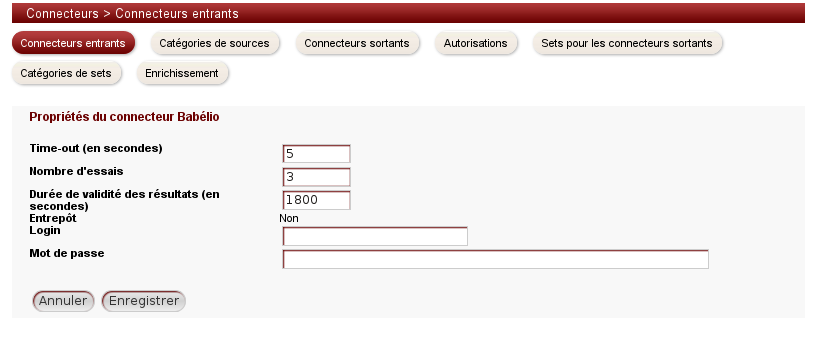 Connecteurs > Connecteurs entrants
Connecteurs entrants Catégories de sources Connecteurs sortants Autorisations Sets pour les connecteurs sortants
Catégories de sets Enrichissement
Propriétés du connecteur Babélio
Time-out (en secondes) 5
Nombre d'essais 3
Durée de validité des résultats (en
secondes) 1800
Entrepôt Non
Login
Mot de passe
Annuler Enregistrer